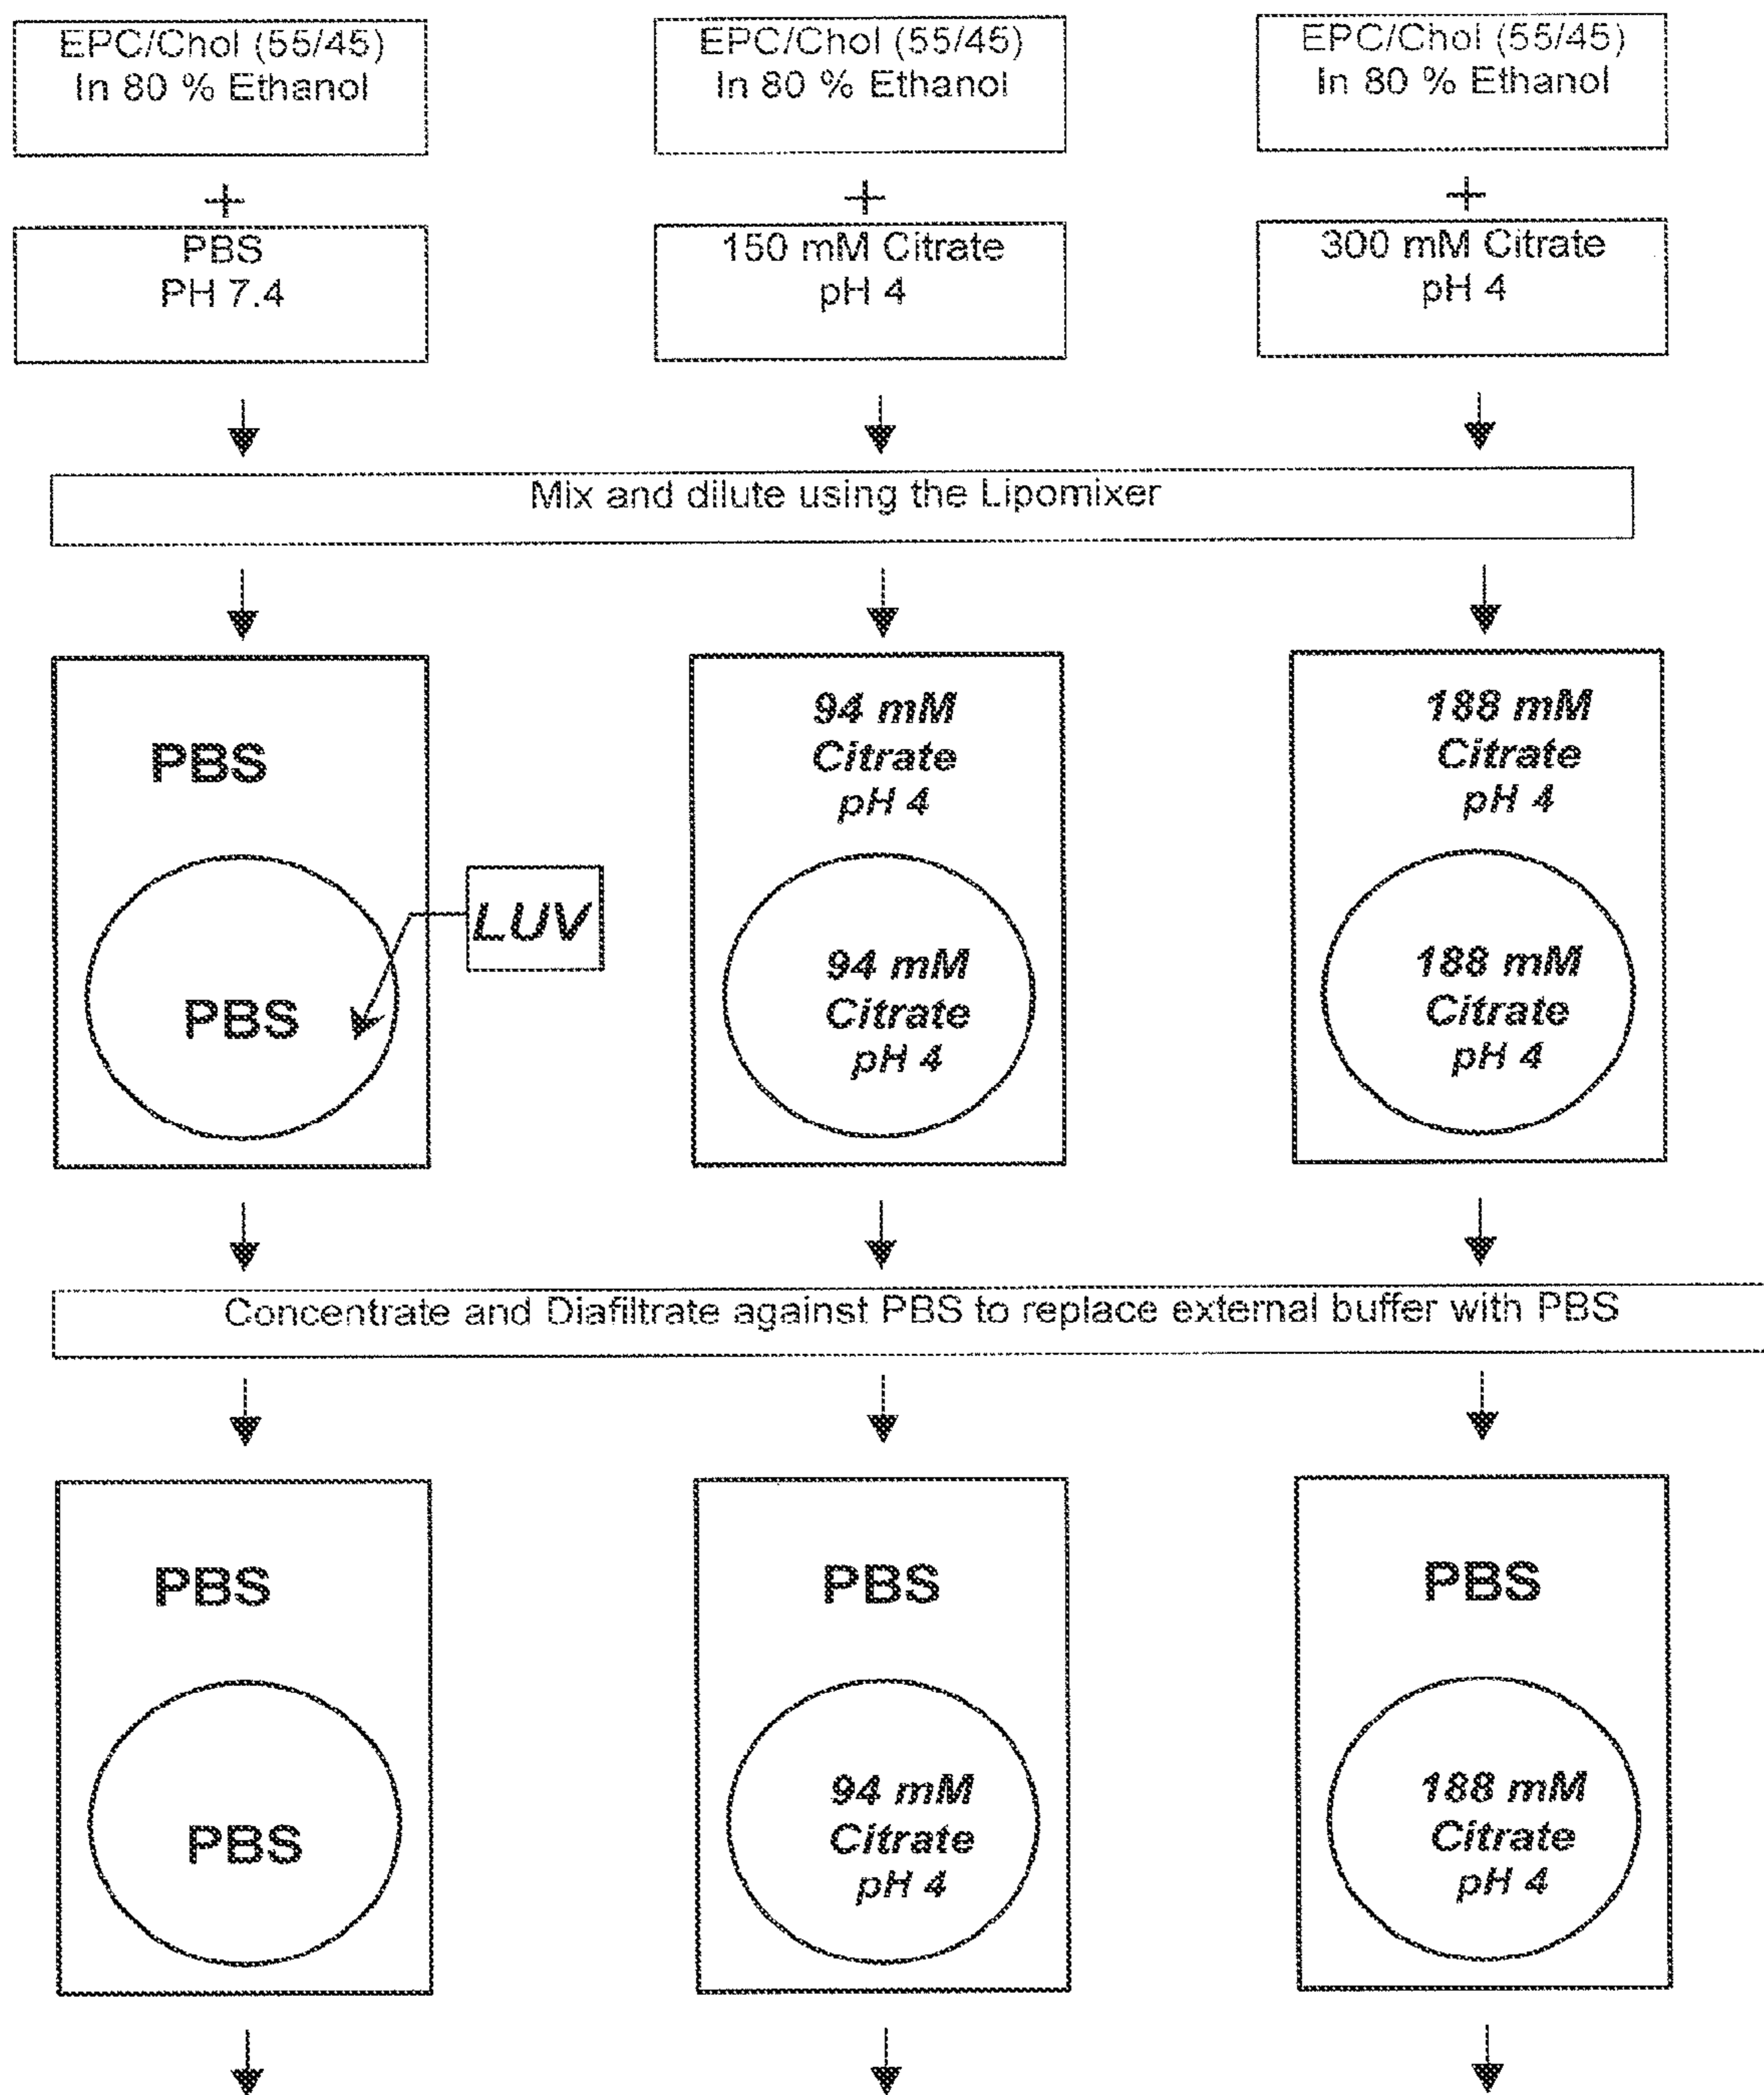 EPC/Chol (55/45)
In 80 % Ethanol
EPC/Chol (55/45)
In 80 % Ethanol
EPC/Chol (55/45)
In 80 % Ethanol
+
+
+
PBS
PH 7.4
150 mM Citrate
pH 4
300 mM Citrate
pH 4
Mix and dilute using the Lipomixer
PBS
94 mM
Citrate
pH 4
188 mM
Citrate
pH 4
LUV
PBS
94 mM
Citrate
pH 4
188 mM
Citrate
pH 4
Concentrate and Diafiltrate against PBS to replace external buffer with PBS
PBS
PBS
PBS
PBS
94 mM
Citrate
pH 4
188 mM
Citrate
pH 4